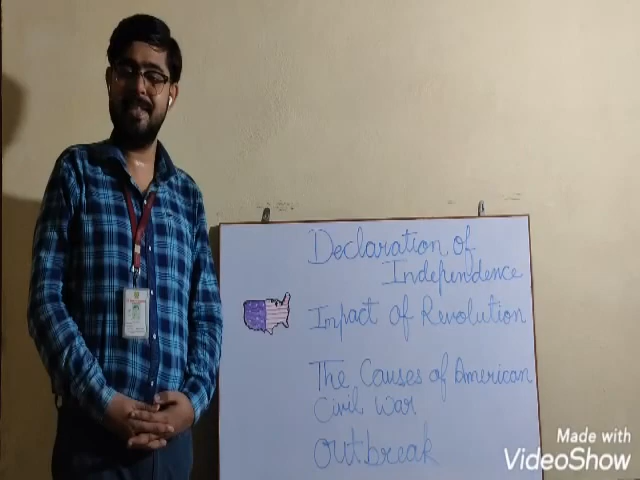 Declaration of
Independence
Impact of Revolution
The Causes of American
Civil War
Outbreak
Made with
VideoShow